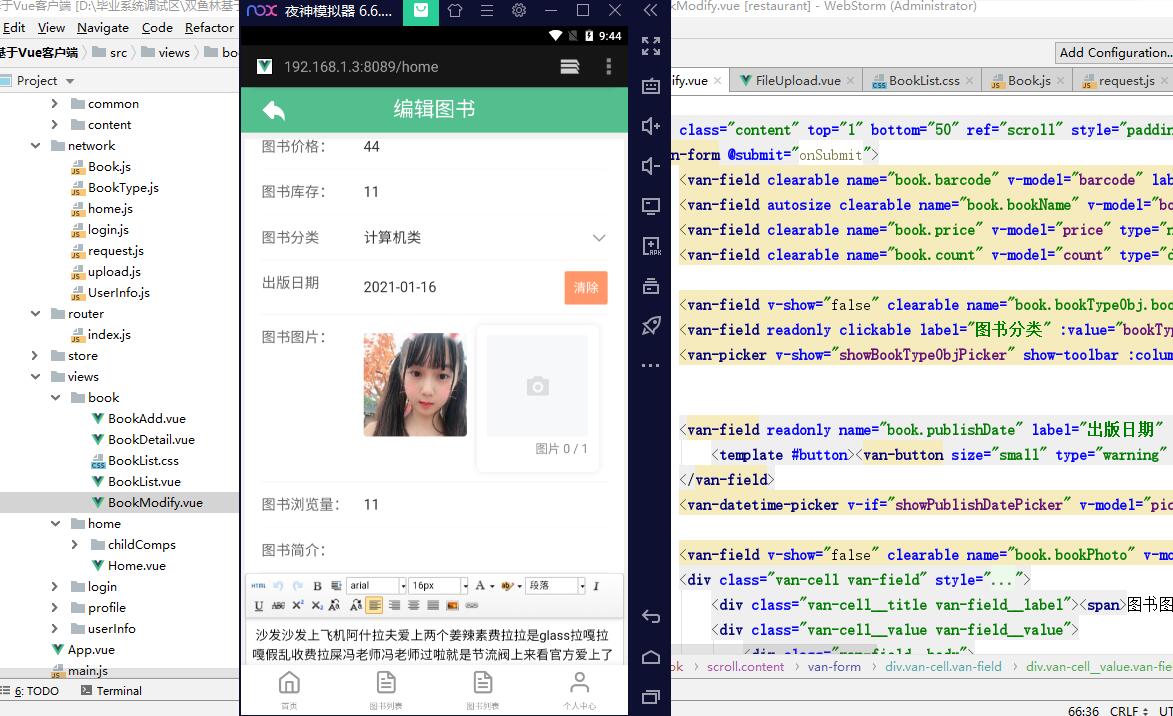 于Vue客户端 [D:\毕业系统调试区\双鱼林基
Edit View Navigate Code Refactor
基于Vue客户端 src views bo
Project
common
content
network
Book.js
BookType.js
home.js
login.js
request.js
upload.js
UserInfo.js
router
index.js
store
views
book
BookAdd.vue
BookDetail.vue
BookList.css
BookList.vue
BookModify.vue
home
childComps
Home.vue
login
profile
userInfo
App.vue
main.js
6: TODO Terminal
nox 夜神模拟器 6.6....
9:44
192.168.1.3:8089/home
编辑图书
图书价格: 44
图书库存: 11
图书分类 计算机类
出版日期 2021-01-16 清除
图书图片:
图片 0 / 1
图书浏览量: 11
图书简介:
HTML B arial 16px A ab 段落 I
U ABC X² X₂
沙发沙发上飞机阿什拉夫爱上两个姜辣素费拉拉是glass拉嘎拉
嘎假乱收费拉屎冯老师冯老师过啦就是节流阀上来看官方爱上了
首页 图书列表 图书列表 个人中心
APK
Modify.vue [restaurant] - WebStorm (Administrator)
Add Configuration...
ify.vue FileUpload.vue BookList.css Book.js request.js
class="content" top="1" bottom="50" ref="scroll" style="paddin
n-form @submit="onSubmit">
<van-field clearable name="book.barcode" v-model="barcode" lab
<van-field autosize clearable name="book.bookName" v-model="bo
<van-field clearable name="book.price" v-model="price" type="n
<van-field clearable name="book.count" v-model="count" type="d
<van-field v-show="false" clearable name="book.bookTypeObj.boo
<van-field readonly clickable label="图书分类" :value="bookTy
<van-picker v-show="showBookTypeObjPicker" show-toolbar :colum
<van-field readonly name="book.publishDate" label="出版日期"
<template #button><van-button size="small" type="warning"
</van-field>
<van-datetime-picker v-if="showPublishDatePicker" v-model="pic
<van-field v-show="false" clearable name="book.bookPhoto" v-mo
<div class="van-cell van-field" style="...">
<div class="van-cell__title van-field__label"><span>图书图
<div class="van-cell__value van-field__value">
<div class="van-field__body">
ok scroll.content van-form div.van-cell.van-field div.van-cell__value.van-fie
66:36 CRLF UT